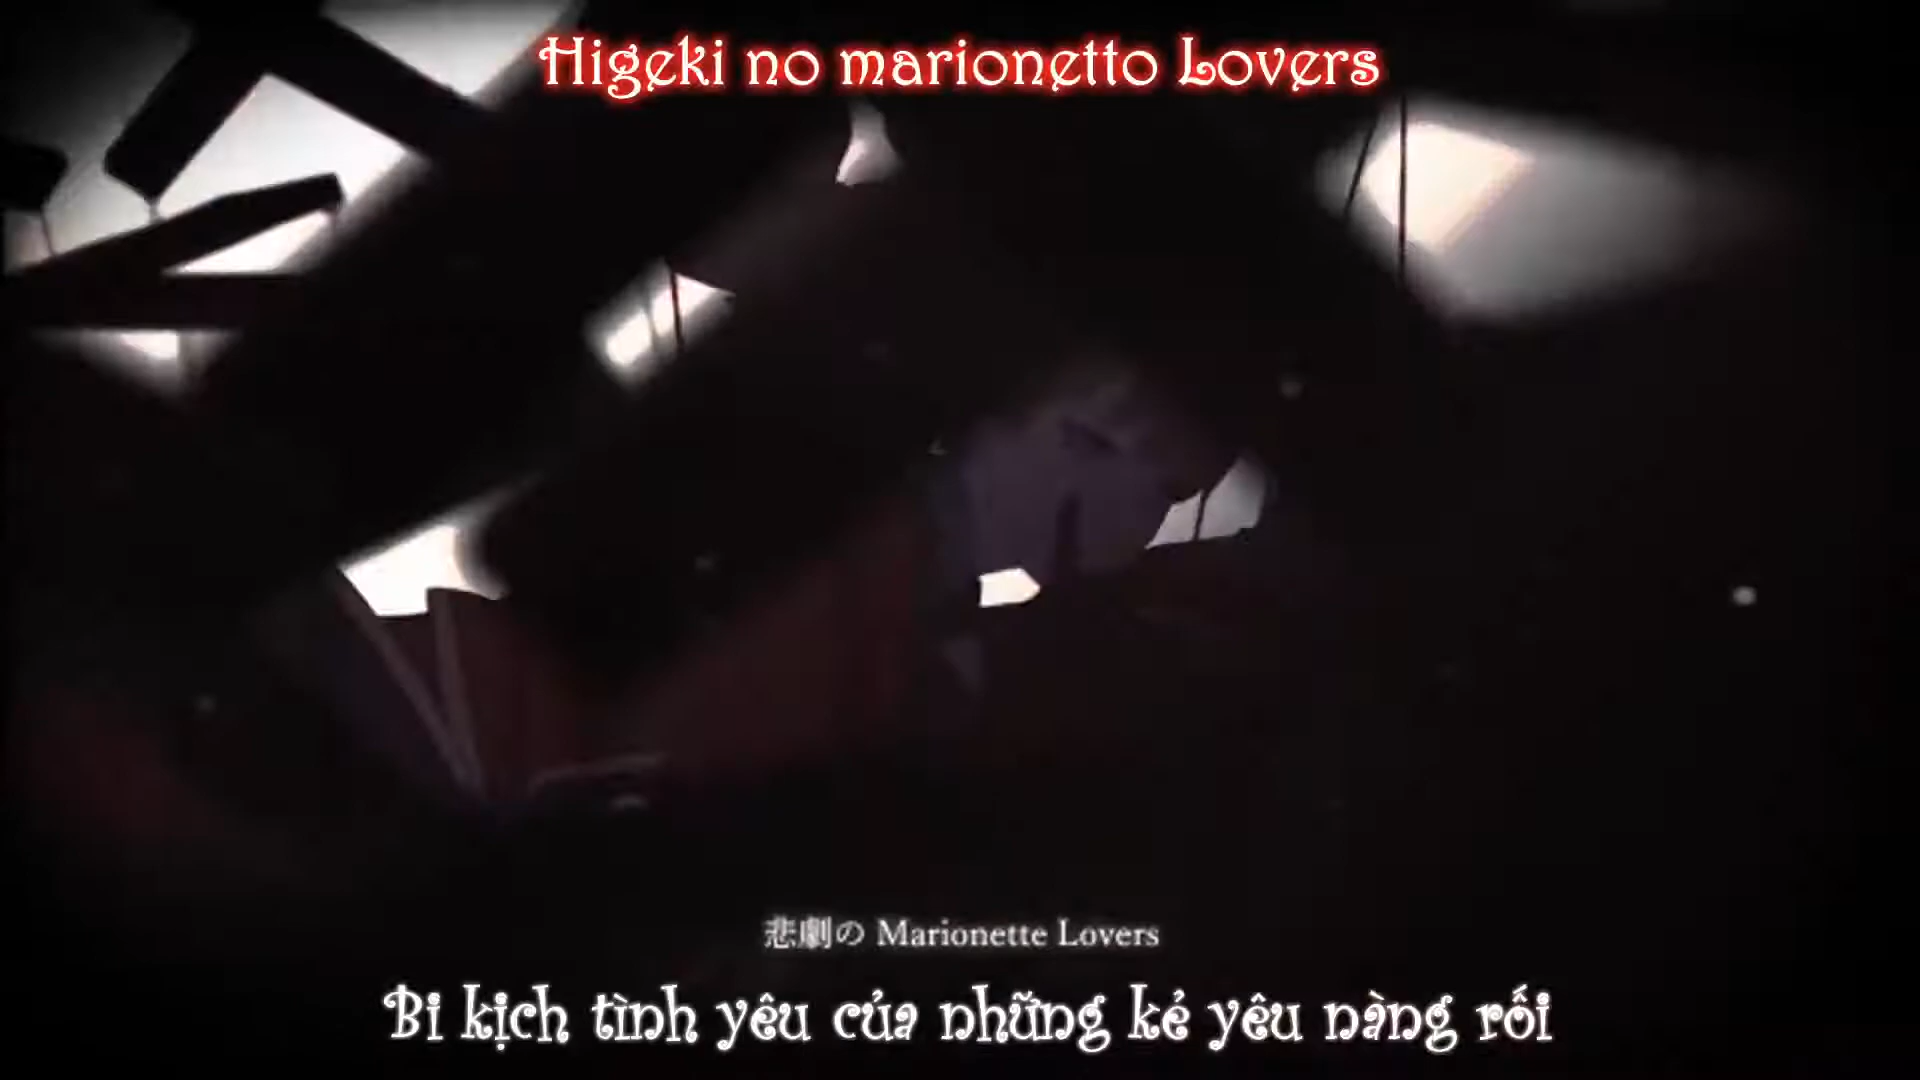 Higeki no marionetto Lovers
悲劇の Marionette Lovers
Bi kịch tình yêu của những kẻ yêu nàng rối